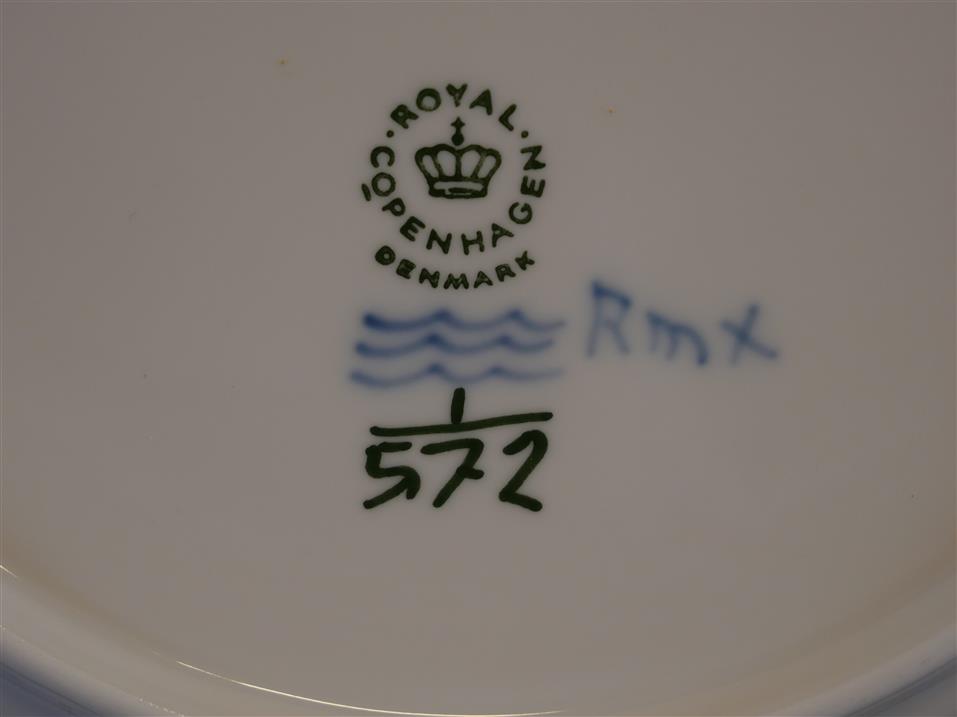 ROYAL
COPENHAGEN
DENMARK
Rmx
1
572